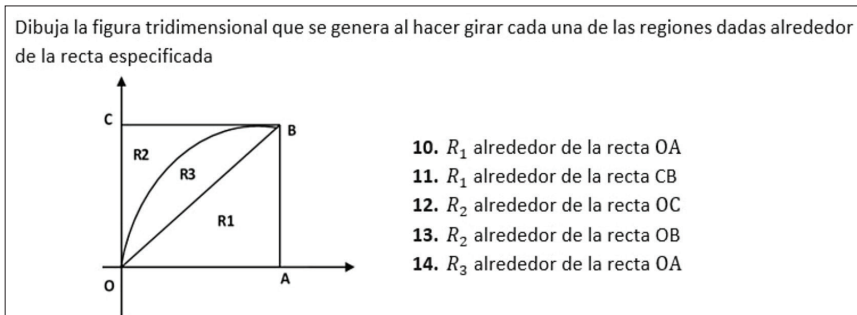 Dibuja la figura tridimensional que se genera al hacer girar cada una de las regiones dadas alrededor
de la recta especificada
C
B
R2
R3
R1
O
A
10. R₁ alrededor de la recta OA
11. R₁ alrededor de la recta CB
12. R₂ alrededor de la recta OC
13. R₂ alrededor de la recta OB
14. R₃ alrededor de la recta OA